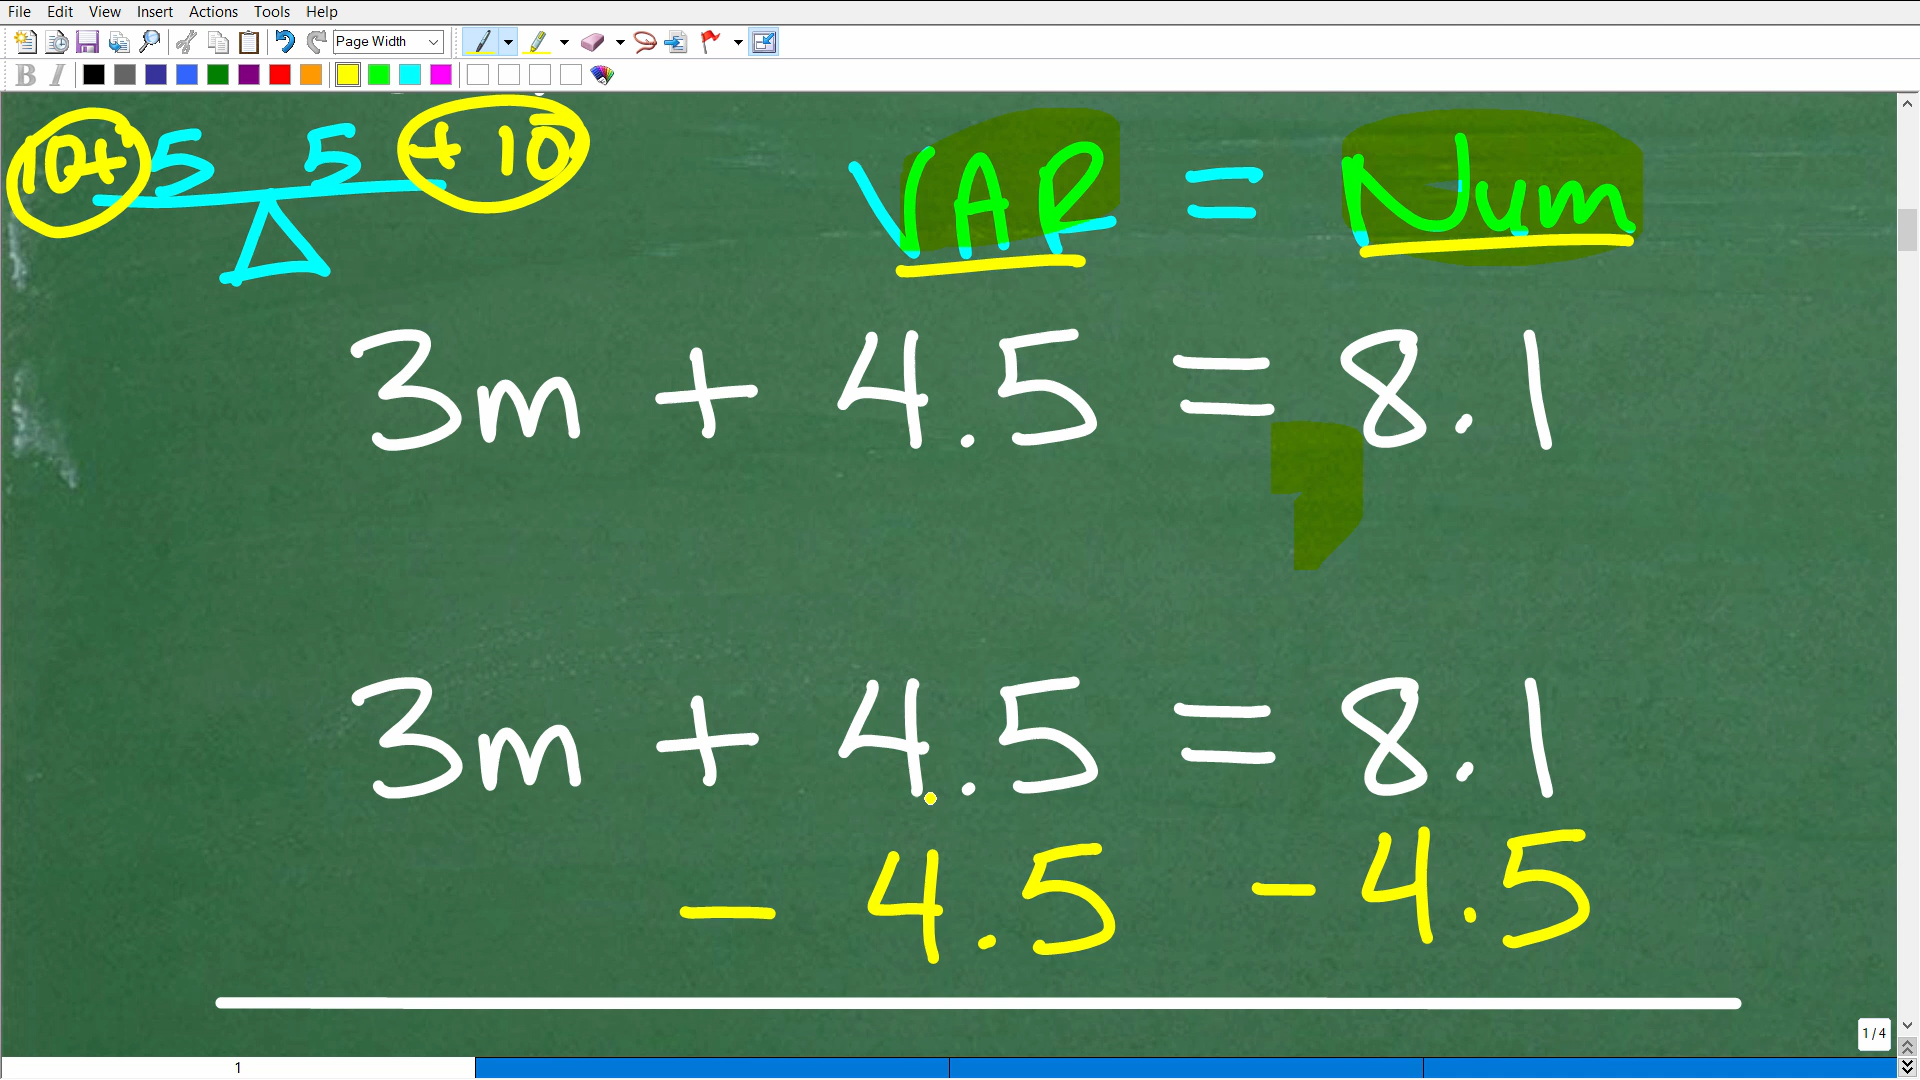 File Edit View Insert Actions Tools Help
Page Width
B I
10+ 5 5 + 10
VAR = Num
3m + 4.5 = 8.1
3m + 4.5 = 8.1
- 4.5 - 4.5
1 / 4
1